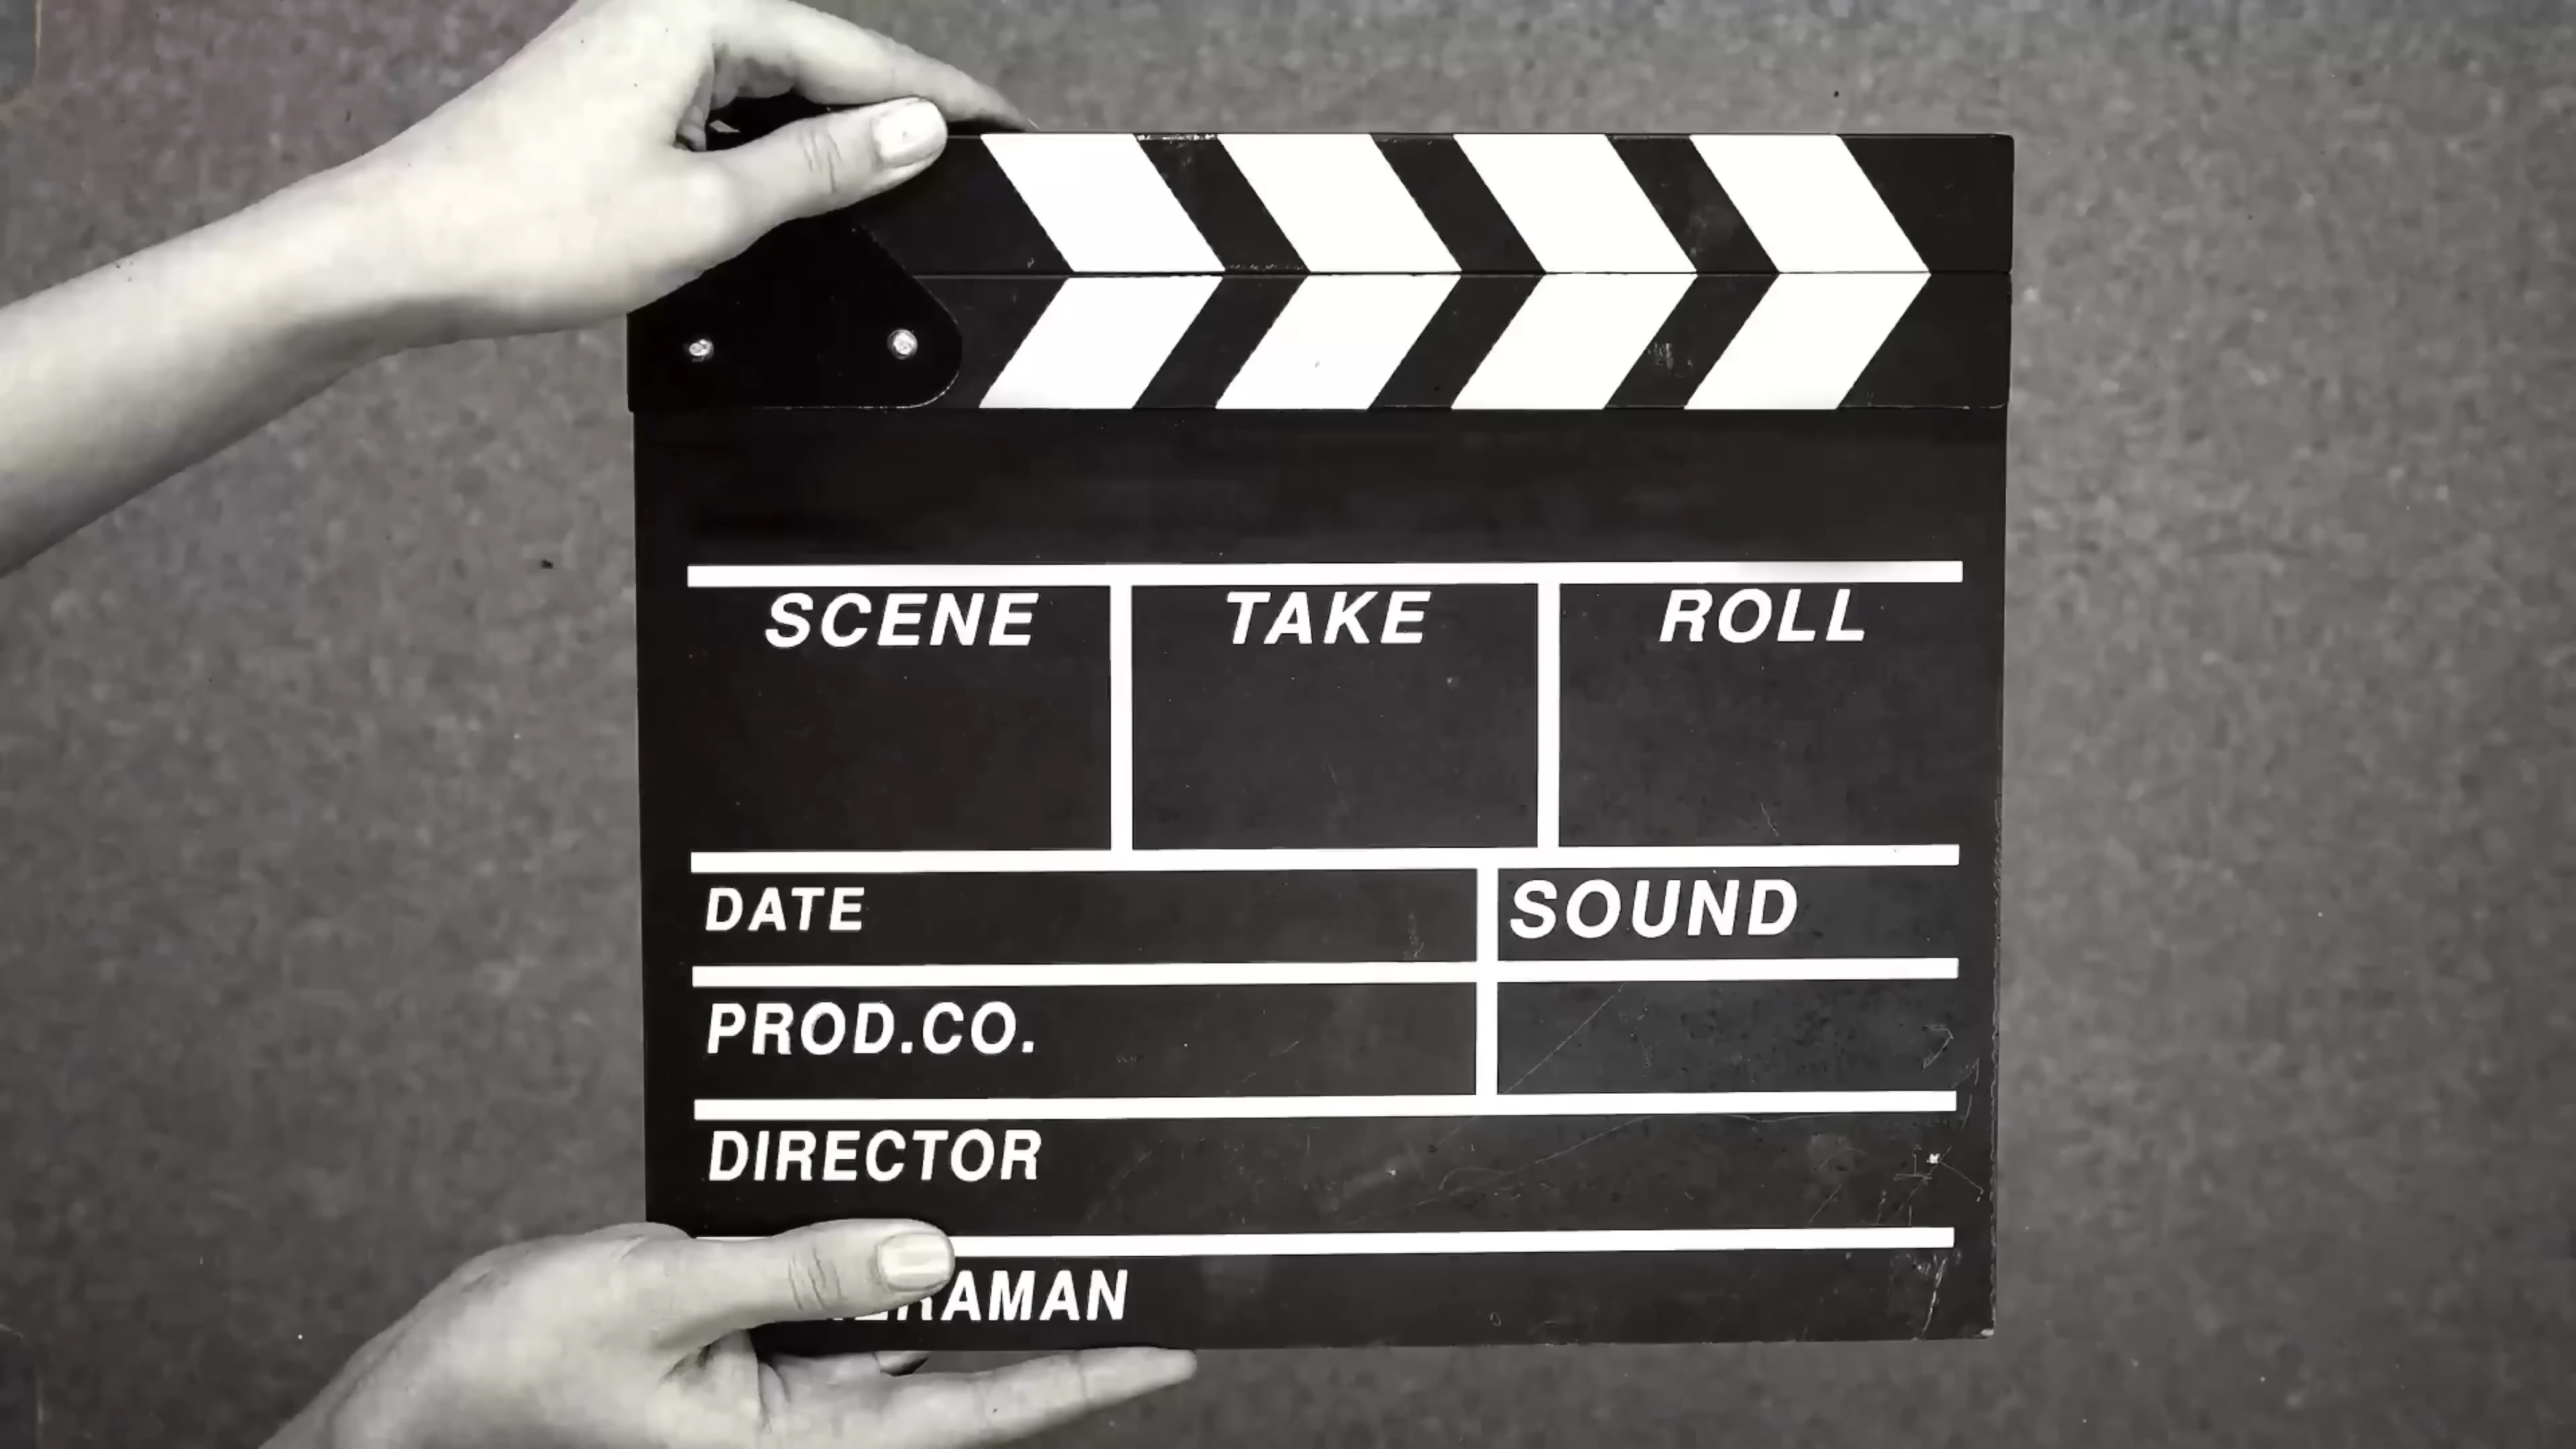 SCENE TAKE ROLL
DATE SOUND
PROD.CO.
DIRECTOR